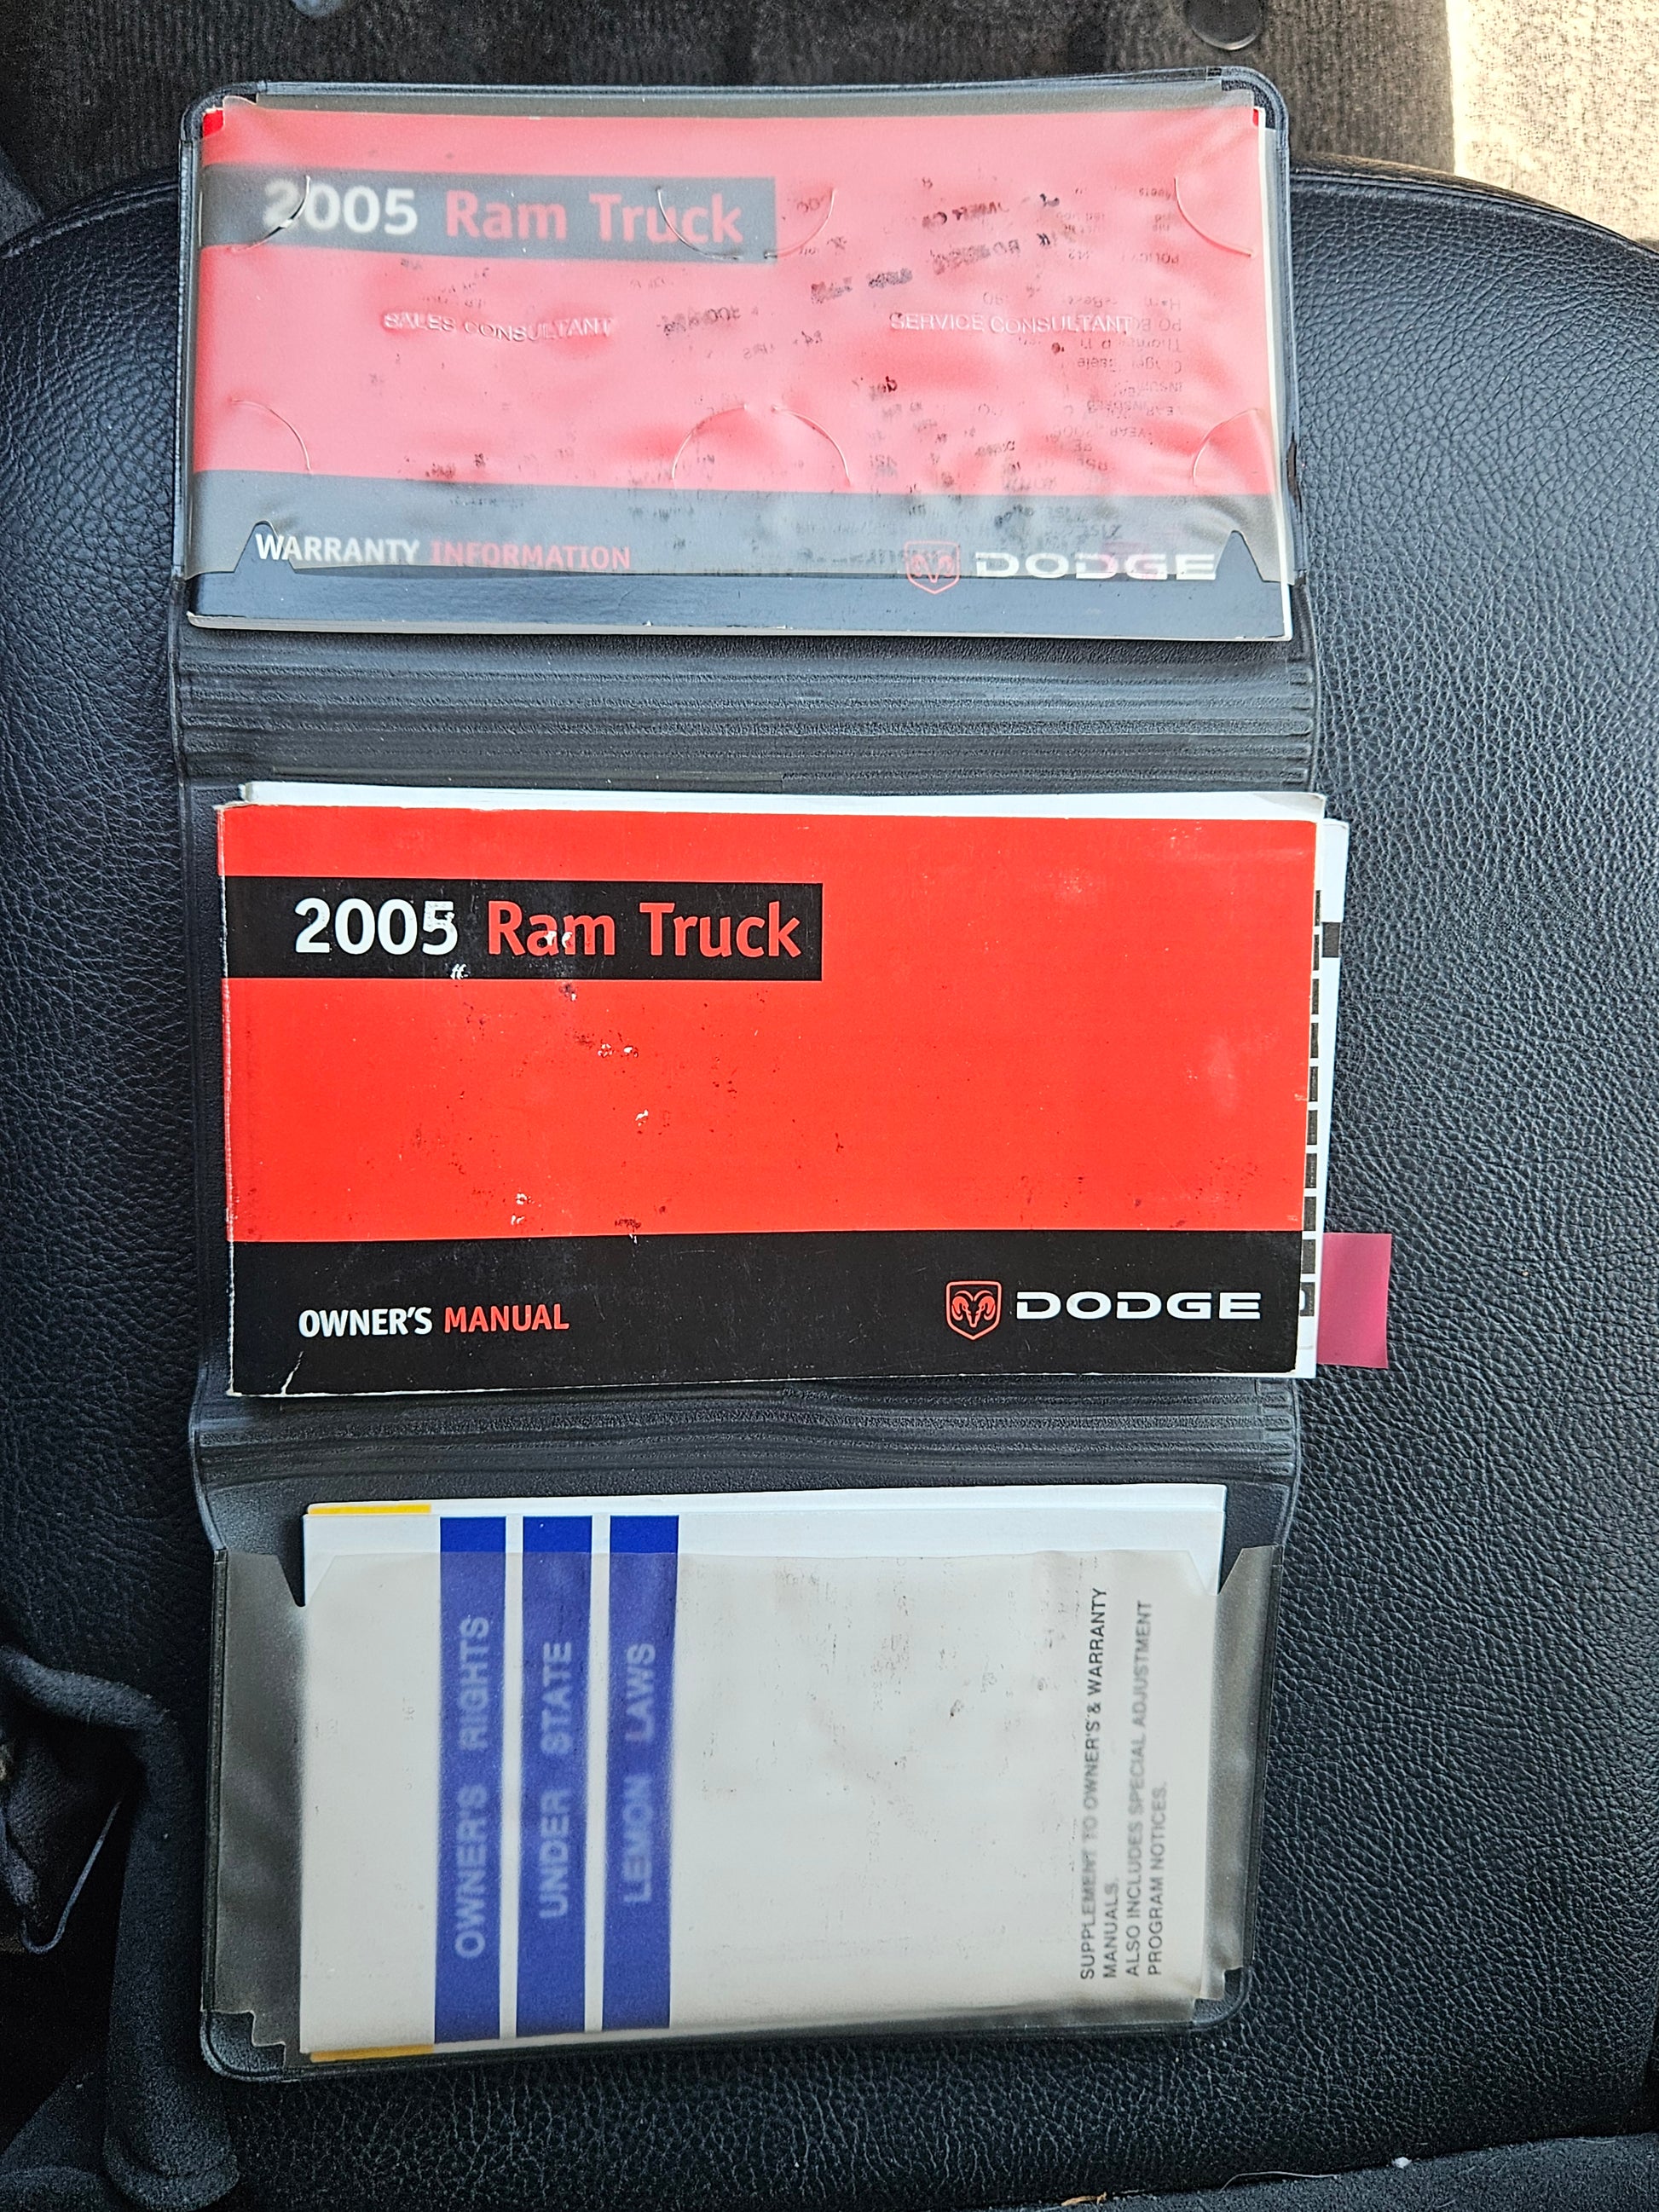 2005 Ram Truck
SALES CONSULTANT
SERVICE CONSULTANT
WARRANTY INFORMATION
DODGE
2005 Ram Truck
OWNER'S MANUAL
DODGE
OWNER'S RIGHTS
UNDER STATE
LEMON LAWS
SUPPLEMENT TO OWNER'S & WARRANTY
MANUALS.
ALSO INCLUDES SPECIAL ADJUSTMENT
PROGRAM NOTICES.